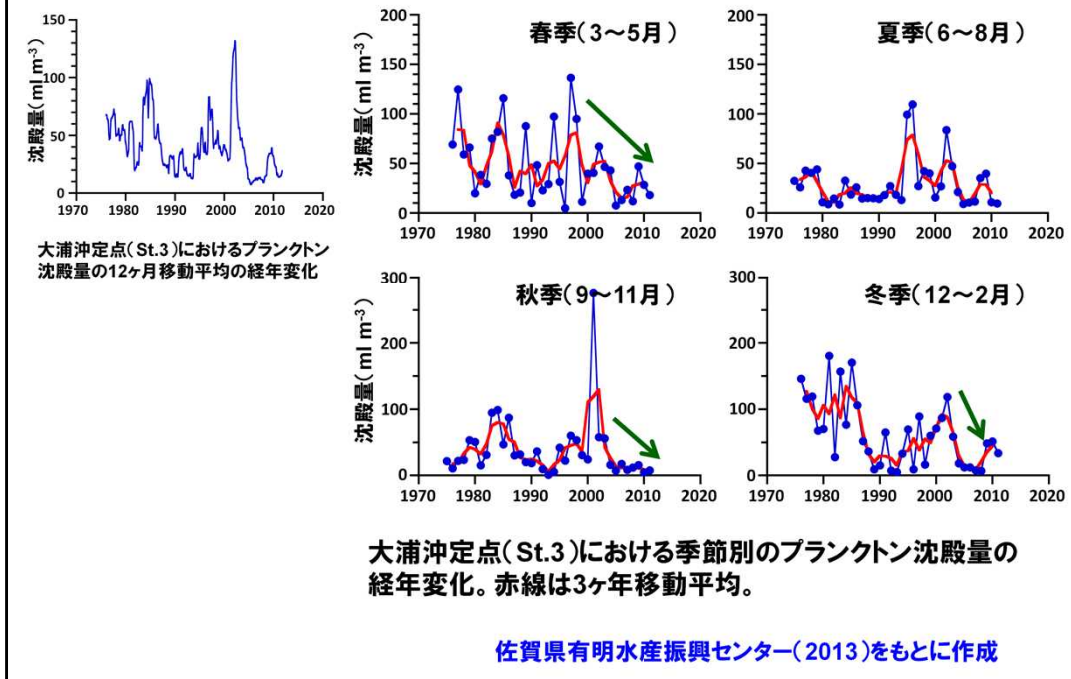 沈殿量(ml m-3)
150
100
50
0
1970 1980 1990 2000 2010 2020
大浦沖定点(St.3)におけるプランクトン
沈殿量の12ヶ月移動平均の経年変化
春季(3～5月)
沈殿量(ml m-3)
200
150
100
50
0
1970 1980 1990 2000 2010 2020
夏季(6～8月)
200
150
100
50
0
1970 1980 1990 2000 2010 2020
秋季(9～11月)
沈殿量(ml m-3)
300
200
100
0
1970 1980 1990 2000 2010 2020
冬季(12～2月)
300
200
100
0
1970 1980 1990 2000 2010 2020
大浦沖定点(St.3)における季節別のプランクトン沈殿量の
経年変化。赤線は3ヶ年移動平均。
佐賀県有明水産振興センター(2013)をもとに作成